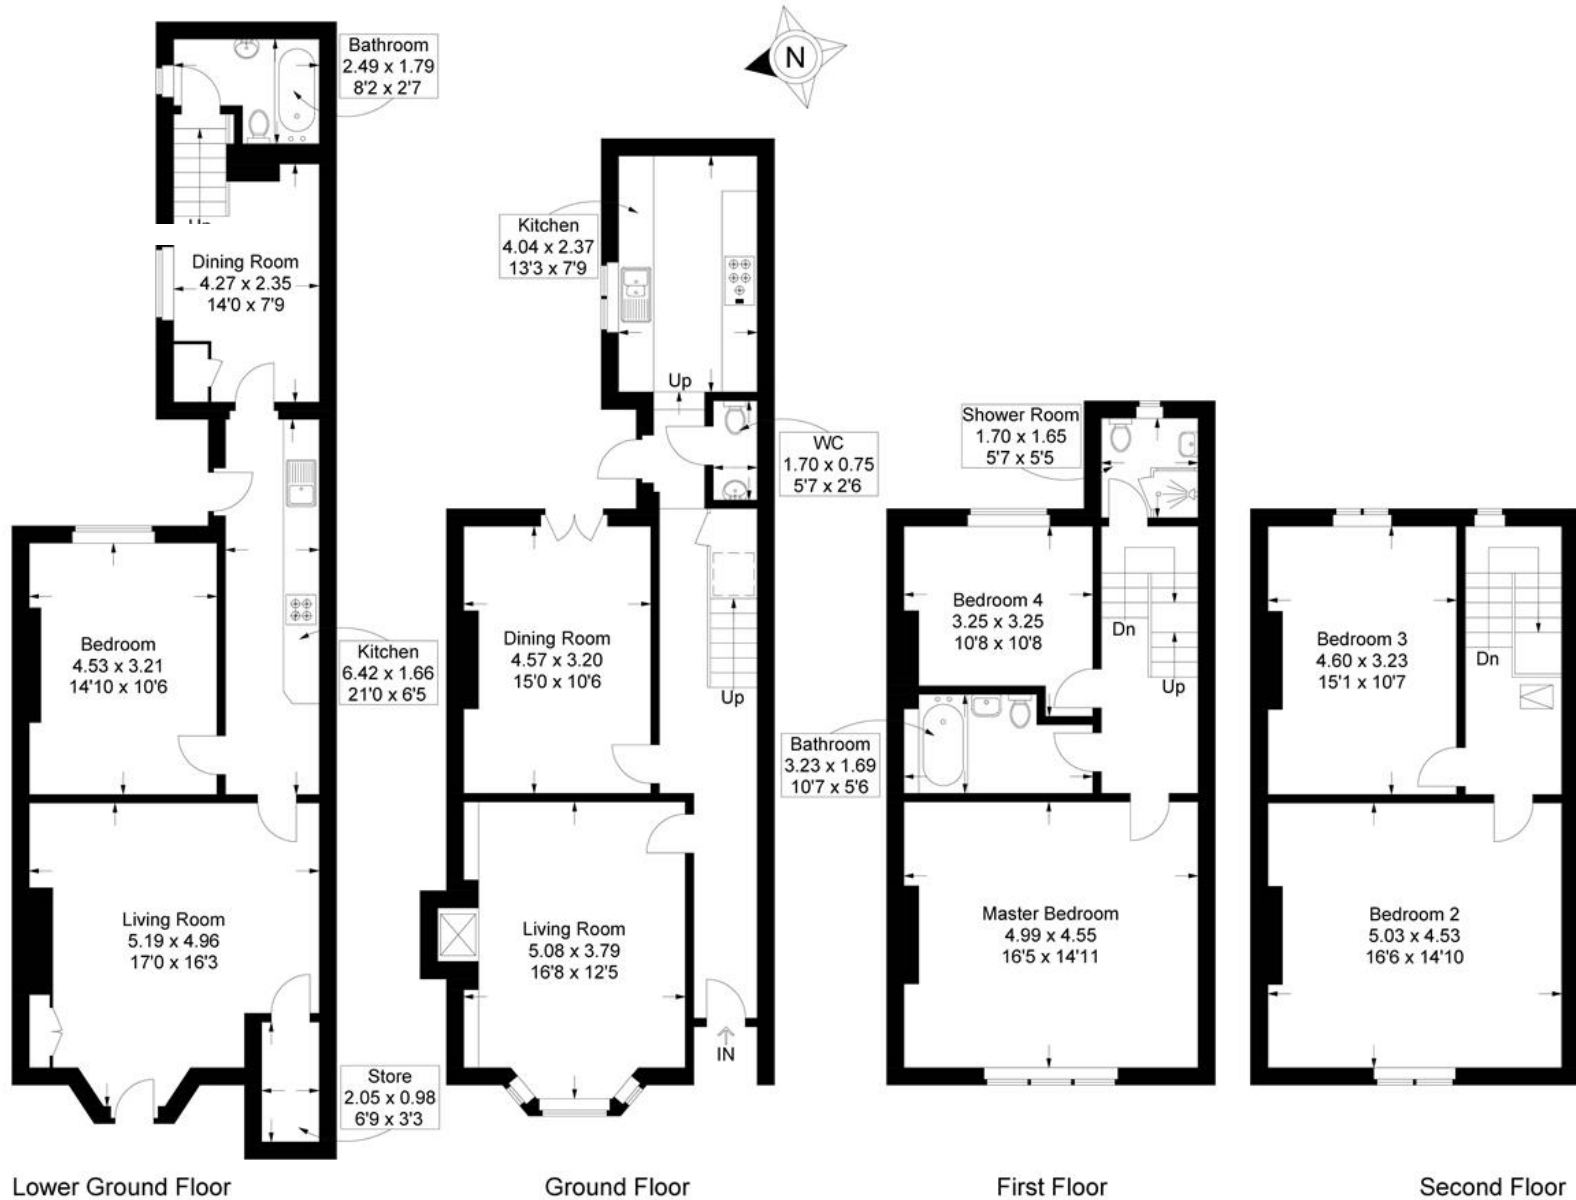 Bathroom
2.49 x 1.79
8'2 x 2'7
N
Dining Room
4.27 x 2.35
14'0 x 7'9
Bedroom
4.53 x 3.21
14'10 x 10'6
Kitchen
6.42 x 1.66
21'0 x 6'5
Living Room
5.19 x 4.96
17'0 x 16'3
Store
2.05 x 0.98
6'9 x 3'3
Lower Ground Floor
Kitchen
4.04 x 2.37
13'3 x 7'9
Up
WC
1.70 x 0.75
5'7 x 2'6
Dining Room
4.57 x 3.20
15'0 x 10'6
Up
Living Room
5.08 x 3.79
16'8 x 12'5
IN
Ground Floor
Shower Room
1.70 x 1.65
5'7 x 5'5
Bedroom 4
3.25 x 3.25
10'8 x 10'8
Dn
Up
Bathroom
3.23 x 1.69
10'7 x 5'6
Master Bedroom
4.99 x 4.55
16'5 x 14'11
First Floor
Bedroom 3
4.60 x 3.23
15'1 x 10'7
Dn
Bedroom 2
5.03 x 4.53
16'6 x 14'10
Second Floor